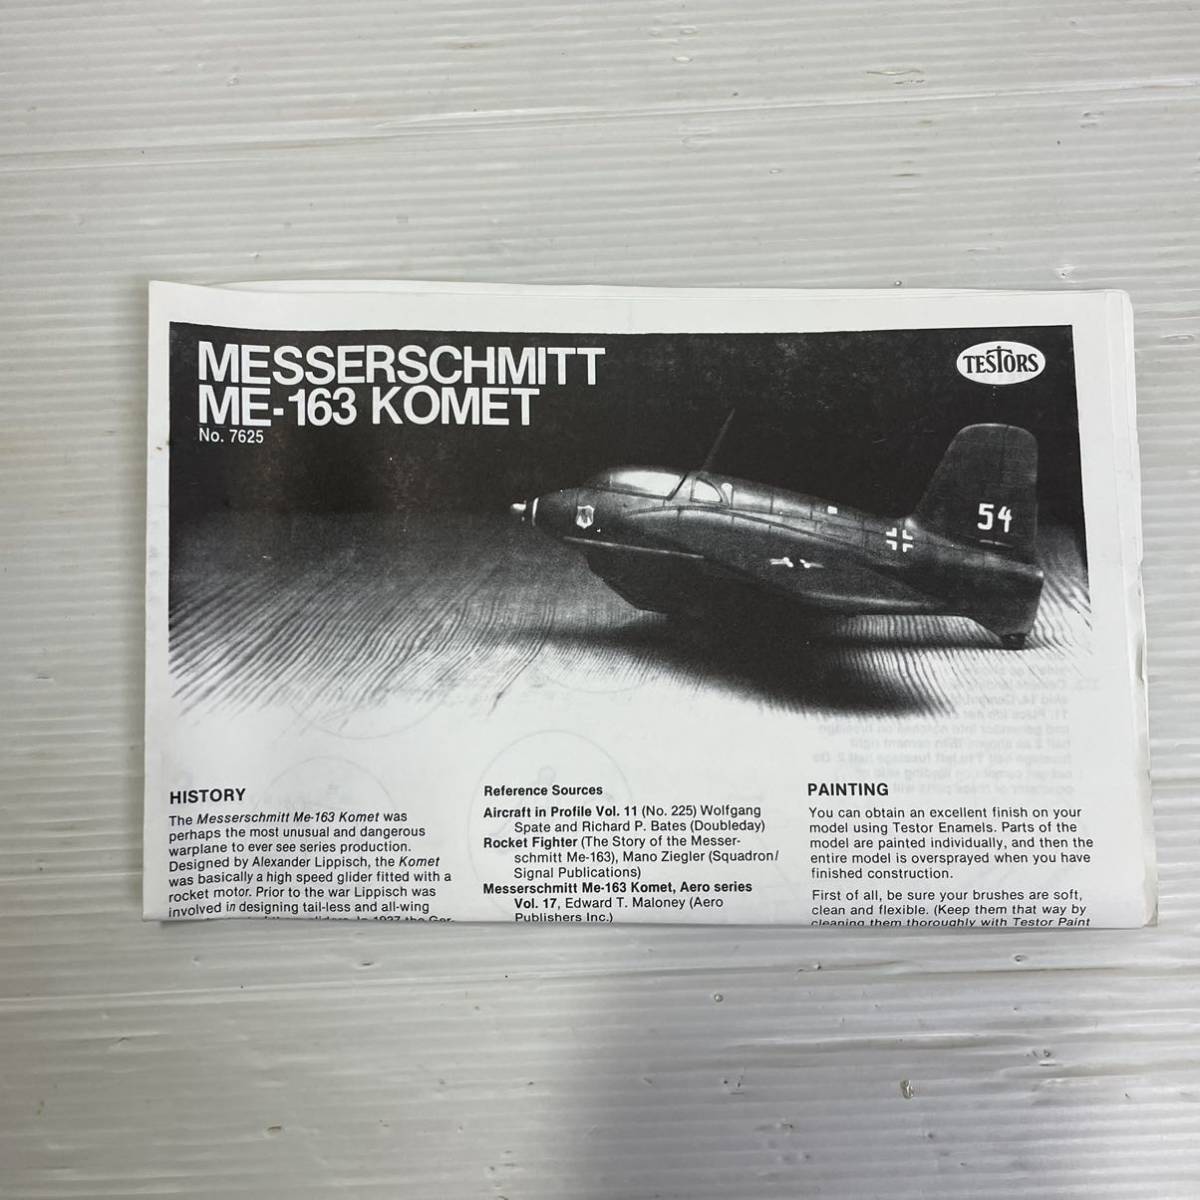 MESSERSCHMITT
ME-163 KOMET
No. 7625
TESTORS
54
HISTORY
The Messerschmitt Me-163 Komet was
perhaps the most unusual and dangerous
warplane to ever see series production.
Designed by Alexander Lippisch, the Komet
was basically a high speed glider fitted with a
rocket motor. Prior to the war Lippisch was
involved in designing tail-less and all-wing
Reference Sources
Aircraft in Profile Vol. 11 (No. 225) Wolfgang
Spate and Richard P. Bates (Doubleday)
Rocket Fighter (The Story of the Messer-
schmitt Me-163), Mano Ziegler (Squadron/
Signal Publications)
Messerschmitt Me-163 Komet, Aero series
Vol. 17, Edward T. Maloney (Aero
Publishers Inc.)
PAINTING
You can obtain an excellent finish on your
model using Testor Enamels. Parts of the
model are painted individually, and then the
entire model is oversprayed when you have
finished construction.
First of all, be sure your brushes are soft,
clean and flexible. (Keep them that way by
cleaning them thoroughly with Testor Paint